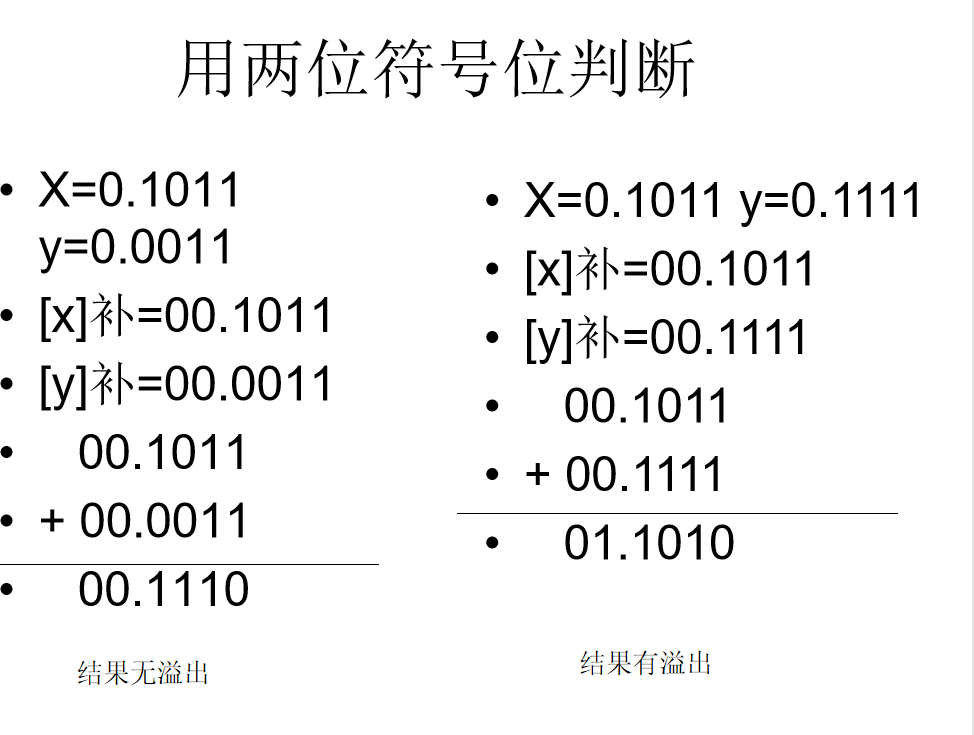 用两位符号位判断
• X=0.1011
y=0.0011
• [x]补=00.1011
• [y]补=00.0011
• 00.1011
• + 00.0011
• 00.1110
结果无溢出
• X=0.1011 y=0.1111
• [x]补=00.1011
• [y]补=00.1111
• 00.1011
• + 00.1111
• 01.1010
结果有溢出